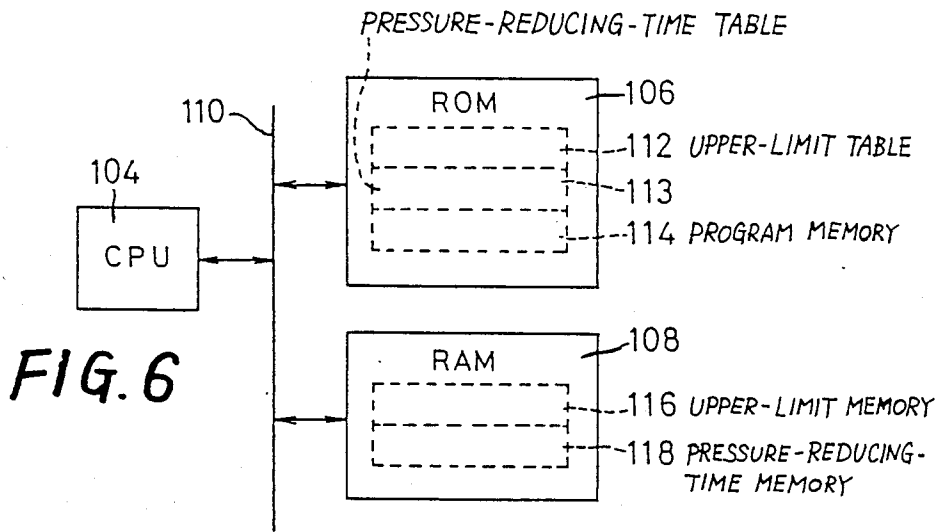 PRESSURE-REDUCING-TIME TABLE
110
ROM
106
112 UPPER-LIMIT TABLE
113
114 PROGRAM MEMORY
104
CPU
FIG. 6
RAM
108
116 UPPER-LIMIT MEMORY
118 PRESSURE-REDUCING-
TIME MEMORY